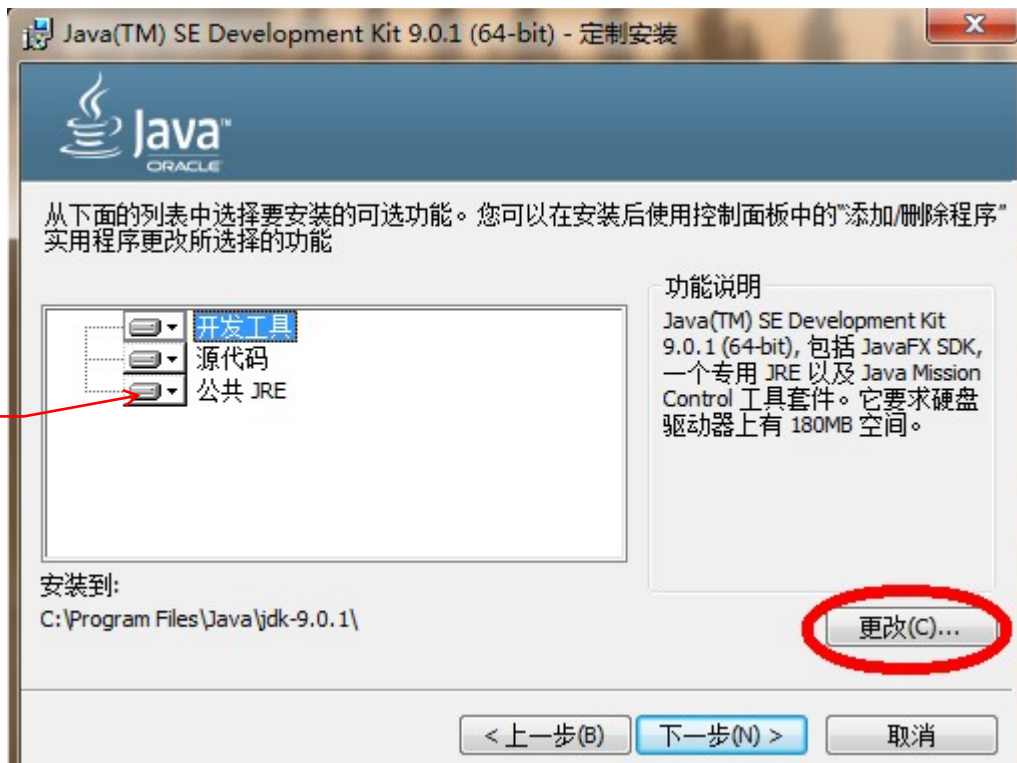 Java(TM) SE Development Kit 9.0.1 (64-bit) - 定制安装
Java™
ORACLE
从下面的列表中选择要安装的可选功能。您可以在安装后使用控制面板中的"添加/删除程序"
实用程序更改所选择的功能
开发工具
源代码
公共 JRE
功能说明
Java(TM) SE Development Kit
9.0.1 (64-bit), 包括 JavaFX SDK,
一个专用 JRE 以及 Java Mission
Control 工具套件。它要求硬盘
驱动器上有 180MB 空间。
安装到:
C:\Program Files\Java\jdk-9.0.1\
更改(C)...
< 上一步(B)
下一步(N) >
取消